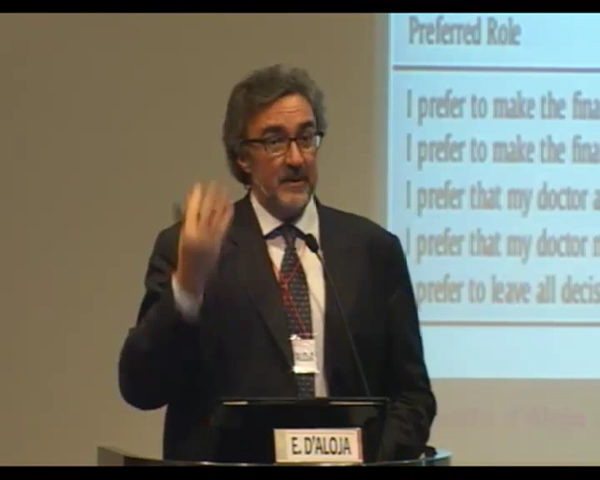 Preferred Role
I prefer to make the fina
I prefer to make the fina
I prefer that my doctor a
I prefer that my doctor m
prefer to leave all decis
E. D'ALOJA